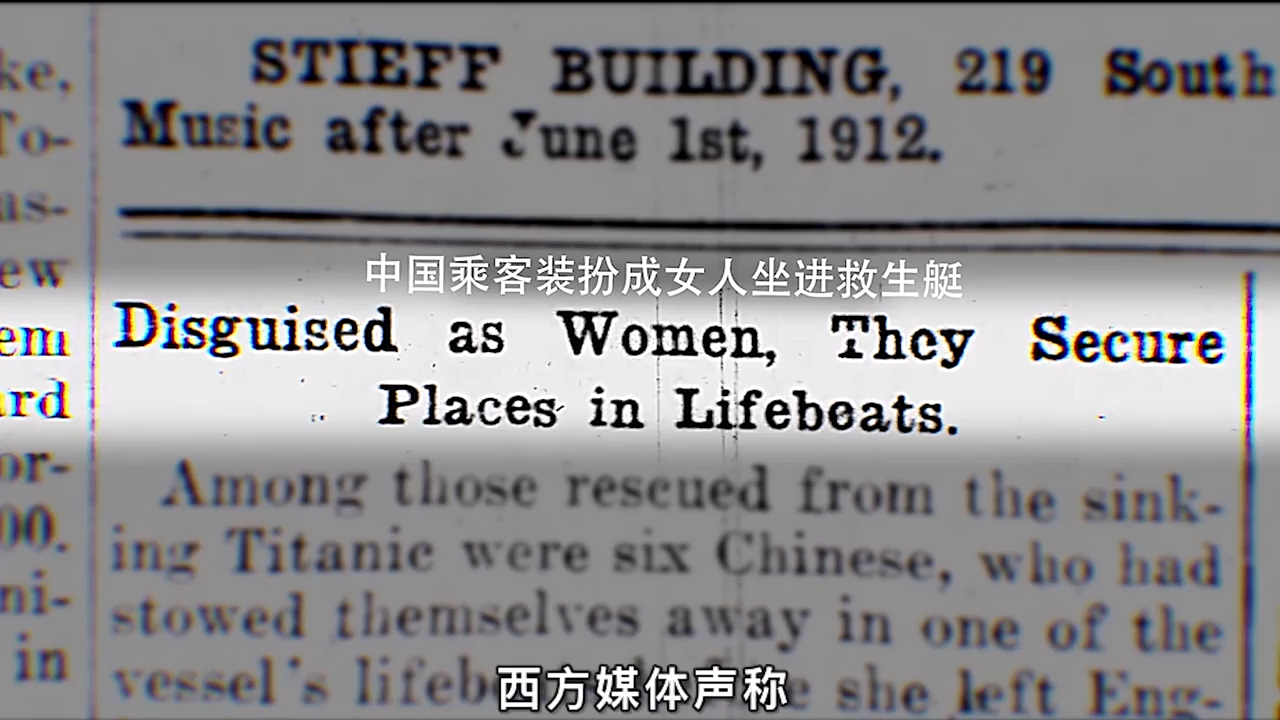 STIEFF BUILDING, 219 South
Music after June 1st, 1912.
中国乘客装扮成女人坐进救生艇
Disguised as Women, They Secure
Places in Lifeboats.
Among those rescued from the sink-
ing Titanic were six Chinese, who had
stowed themselves away in one of the
vessel's she left Eng-
西方媒体声称
ke,
To-
as-
ew
em
ard
or-
00.
ni-
in